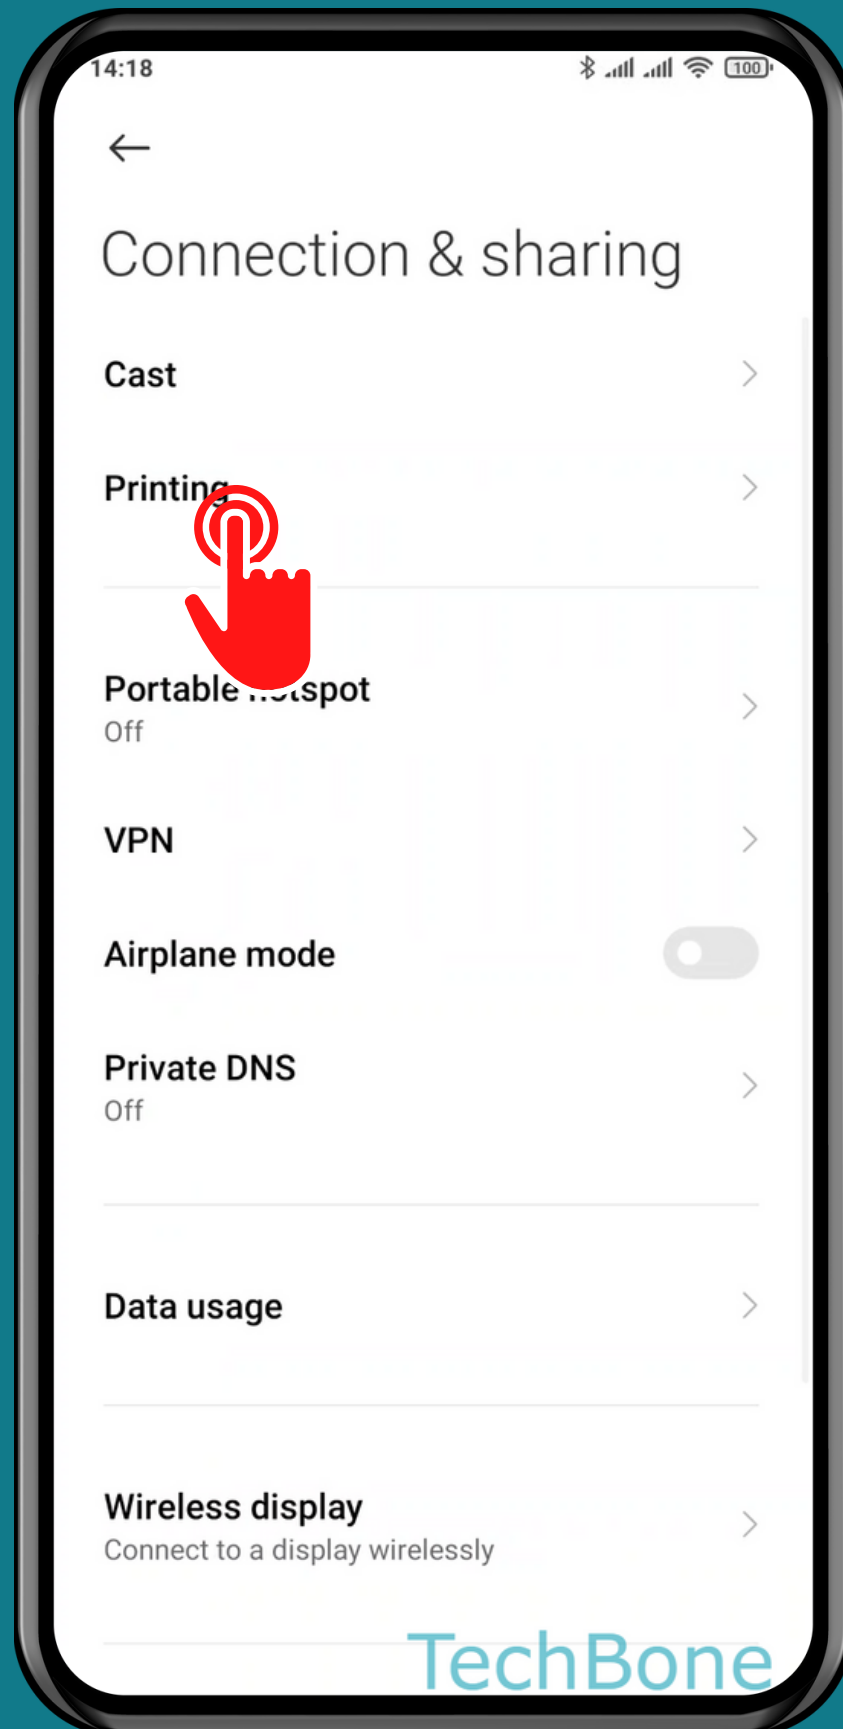 14:18
100
Connection & sharing
Cast
Printing
Portable hotspot
Off
VPN
Airplane mode
Private DNS
Off
Data usage
Wireless display
Connect to a display wirelessly
TechBone